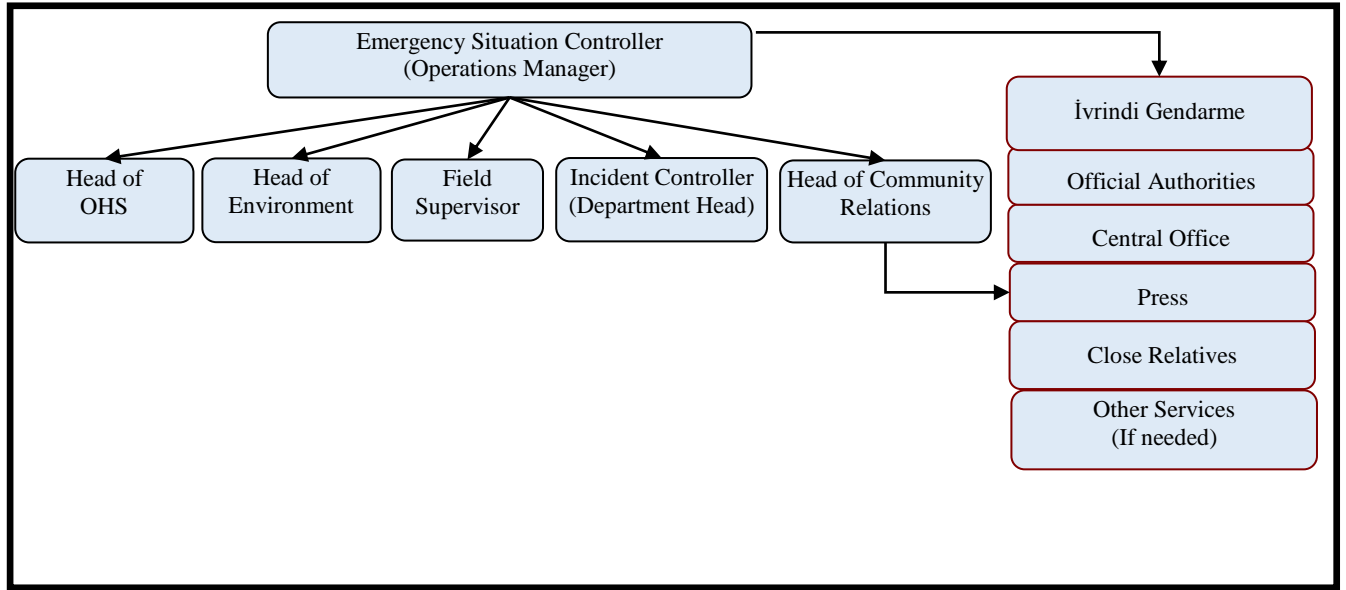 Emergency Situation Controller
(Operations Manager)
İvrindi Gendarme
Official Authorities
Central Office
Press
Close Relatives
Other Services
(If needed)
Head of
OHS
Head of
Environment
Field
Supervisor
Incident Controller
(Department Head)
Head of Community
Relations